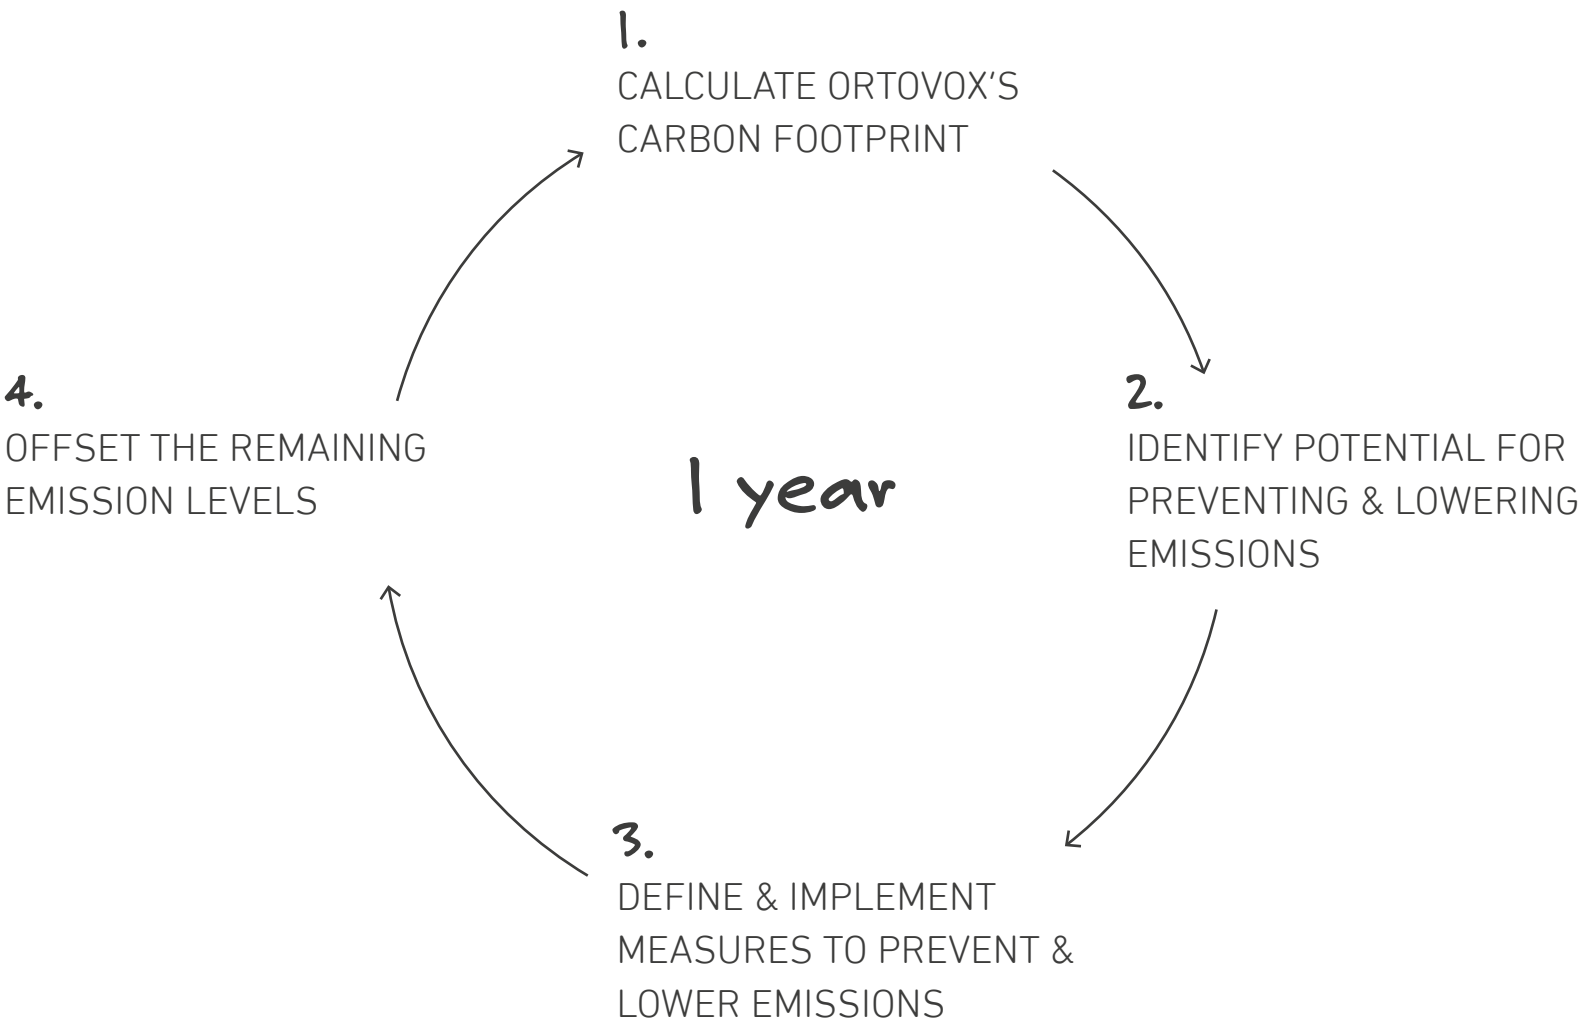 1.
CALCULATE ORTOVOX‘S
CARBON FOOTPRINT
2.
IDENTIFY POTENTIAL FOR
PREVENTING & LOWERING
EMISSIONS
3.
DEFINE & IMPLEMENT
MEASURES TO PREVENT &
LOWER EMISSIONS
4.
OFFSET THE REMAINING
EMISSION LEVELS
1 year